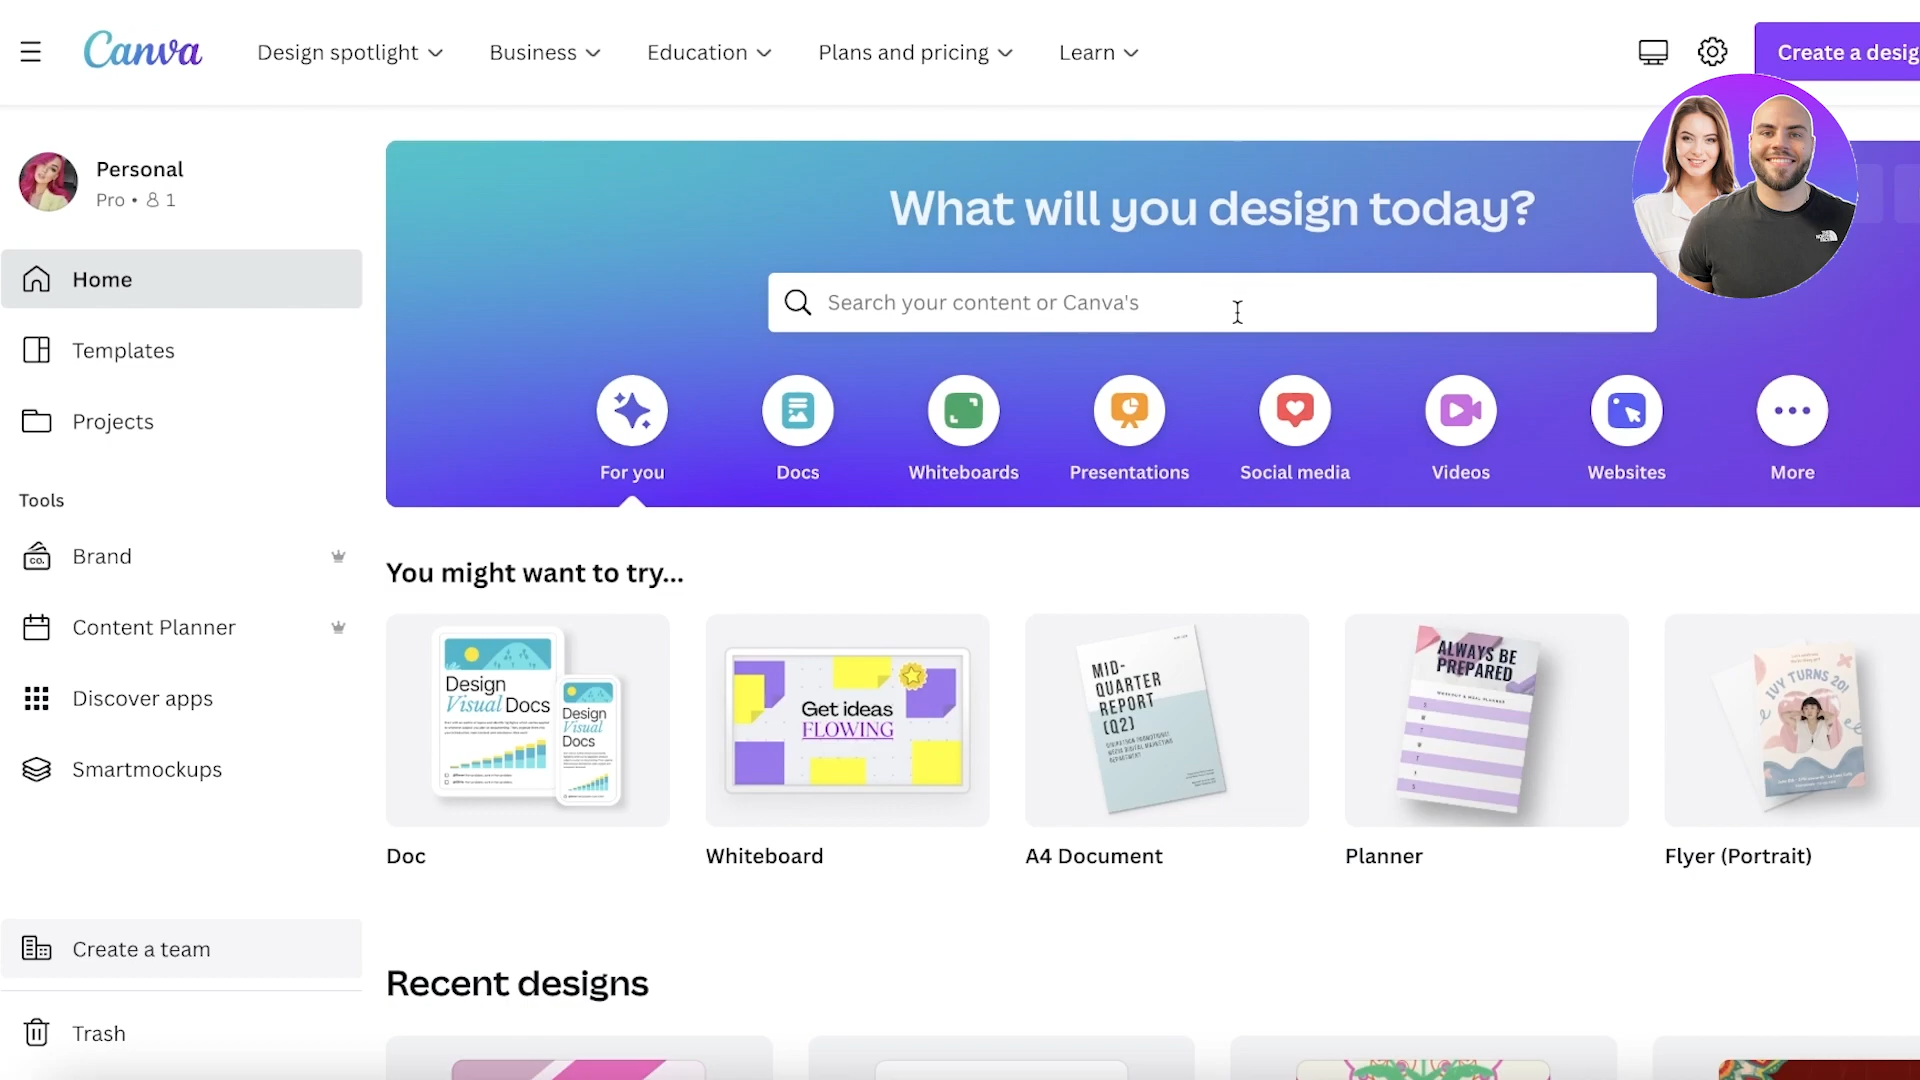 Canva
Design spotlight
Business
Education
Plans and pricing
Learn
Create a desig
Personal
Pro • 1
Home
Templates
Projects
Tools
Brand
Content Planner
Discover apps
Smartmockups
Create a team
Trash
What will you design today?
Search your content or Canva's
For you
Docs
Whiteboards
Presentations
Social media
Videos
Websites
More
You might want to try...
Design
Visual Docs
Design
Visual
Docs
Doc
Get ideas
FLOWING
Whiteboard
MID-
QUARTER
REPORT
(Q2)
A4 Document
ALWAYS BE
PREPARED
Planner
IVY TURNS 20!
Flyer (Portrait)
Recent designs
CO.